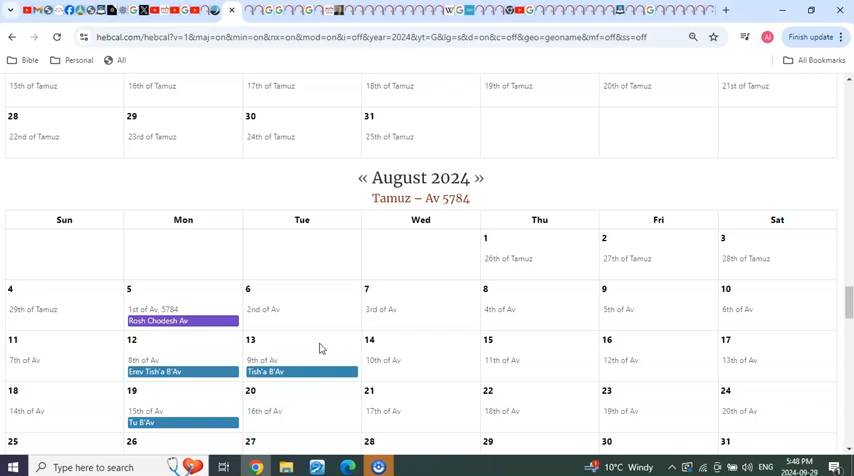 Finish update
hebcal.com/hebcal?v=1&maj=on&min=on&nx=on&mod=on&i=off&year=2024&yt=G&lg=s&d=on&c=off&geo=geoname&mf=off&ss=off
Bible
Personal
All
All Bookmarks
15th of Tamuz 16th of Tamuz 17th of Tamuz 18th of Tamuz 19th of Tamuz 20th of Tamuz 21st of Tamuz
28 29 30 31
22nd of Tamuz 23rd of Tamuz 24th of Tamuz 25th of Tamuz
« August 2024 »
Tamuz – Av 5784
Sun Mon Tue Wed Thu Fri Sat
1 2 3
26th of Tamuz 27th of Tamuz 28th of Tamuz
4 5 6 7 8 9 10
29th of Tamuz 1st of Av, 5784 2nd of Av 3rd of Av 4th of Av 5th of Av 6th of Av
Rosh Chodesh Av
11 12 13 14 15 16 17
7th of Av 8th of Av 9th of Av 10th of Av 11th of Av 12th of Av 13th of Av
Erev Tish'a B'Av Tish'a B'Av
18 19 20 21 22 23 24
14th of Av 15th of Av 16th of Av 17th of Av 18th of Av 19th of Av 20th of Av
Tu B'Av
25 26 27 28 29 30 31
Type here to search
10°C Windy
ENG
5:48 PM
2024-09-29